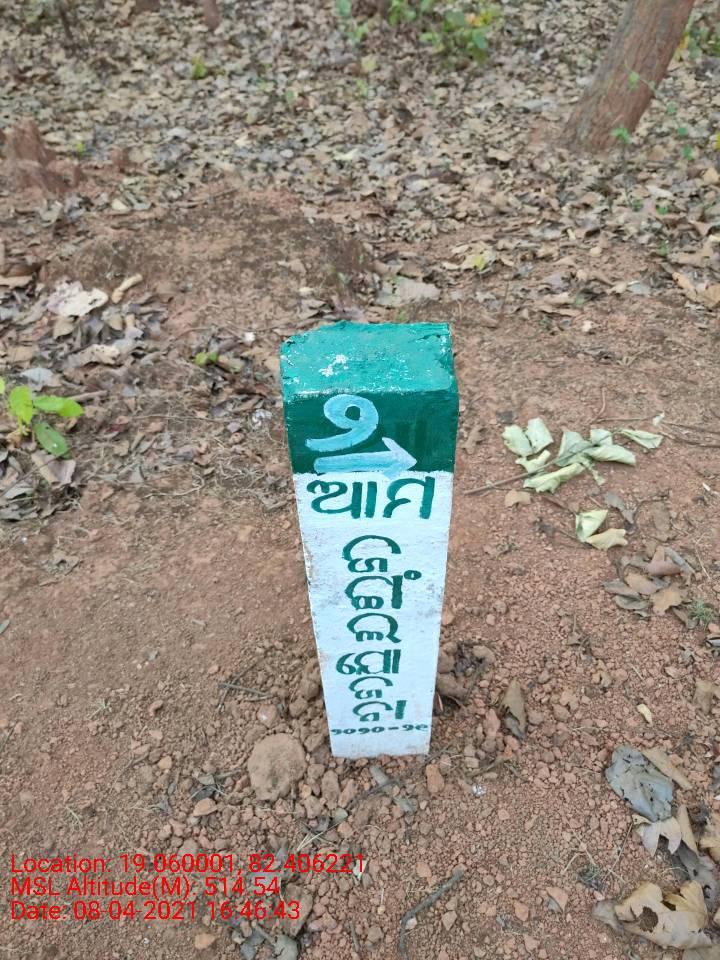 ୨
ଆମ
ଜଙ୍ଗଲ ଯୋଜନା
୨୦୨୦-୨୧
Location: 19.060001, 82.406221
MSL Altitude(M): 514.54
Date: 08-04-2021 16:46:43